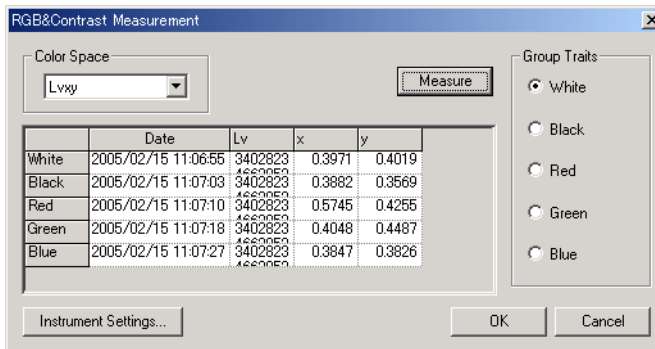 RGB&Contrast Measurement
Color Space
Lvxy
Measure
Group Traits
White
Black
Red
Green
Blue
Date Lv x y
White 2005/02/15 11:06:55 3402823 0.3971 0.4019
Black 2005/02/15 11:07:03 3402823 0.3882 0.3569
Red 2005/02/15 11:07:10 3402823 0.5745 0.4255
Green 2005/02/15 11:07:18 3402823 0.4048 0.4487
Blue 2005/02/15 11:07:27 3402823 0.3847 0.3826
Instrument Settings...
OK
Cancel